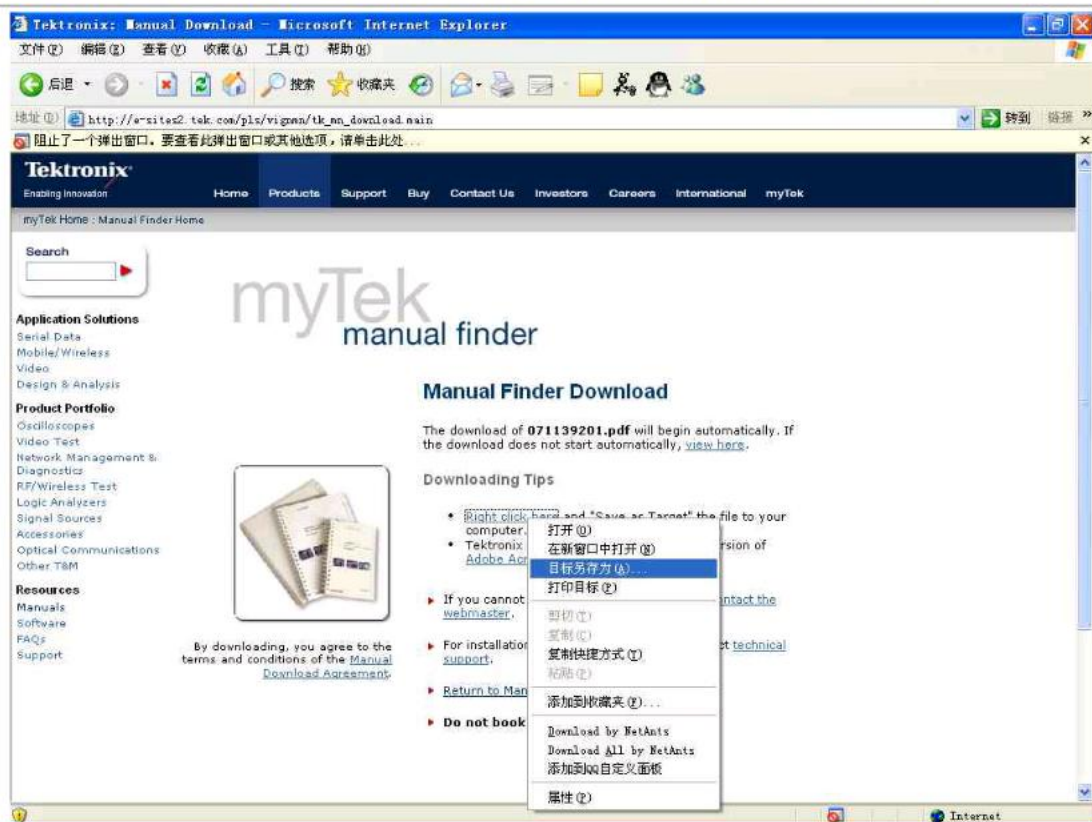 Tektronix: Manual Download - Microsoft Internet Explorer
文件(F) 编辑(E) 查看(V) 收藏(A) 工具(T) 帮助(H)
后退 搜索 收藏夹
地址(D) http://e-sites2.tek.com/pls/vignmn/tk_mn_download.main 转到 链接 »
阻止了一个弹出窗口。要查看此弹出窗口或其他选项，请单击此处...
Tektronix
Enabling Innovation
Home Products Support Buy Contact Us Investors Careers International myTek
myTek Home : Manual Finder Home
Search
myTek
manual finder
Application Solutions
Serial Data
Mobile/Wireless
Video
Design & Analysis
Product Portfolio
Oscilloscopes
Video Test
Network Management &
Diagnostics
RF/Wireless Test
Logic Analyzers
Signal Sources
Accessories
Optical Communications
Other T&M
Resources
Manuals
Software
FAQs
Support
By downloading, you agree to the
terms and conditions of the Manual
Download Agreement.
Manual Finder Download
The download of 071139201.pdf will begin automatically. If
the download does not start automatically, view here.
Downloading Tips
Right click here and "Save as Target" the file to your
computer.
Tektronix rsion of
Adobe Acr
If you cannot ntact the
webmaster.
For installation ct technical
support.
Return to Man
Do not book
打开(O)
在新窗口中打开(N)
目标另存为(A)...
打印目标(P)
剪切(T)
复制(C)
复制快捷方式(T)
粘贴(P)
添加到收藏夹(F)...
Download by NetAnts
Download All by NetAnts
添加到QQ自定义面板
属性(P)
Internet